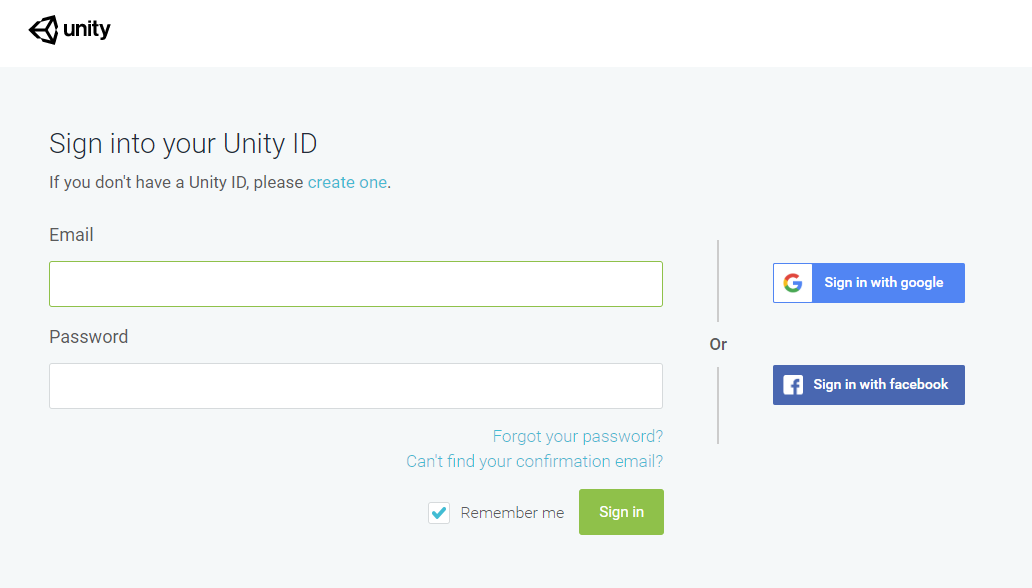 unity
Sign into your Unity ID
If you don't have a Unity ID, please create one.
Email
Password
Forgot your password?
Can't find your confirmation email?
Remember me
Sign in
Or
Sign in with google
Sign in with facebook